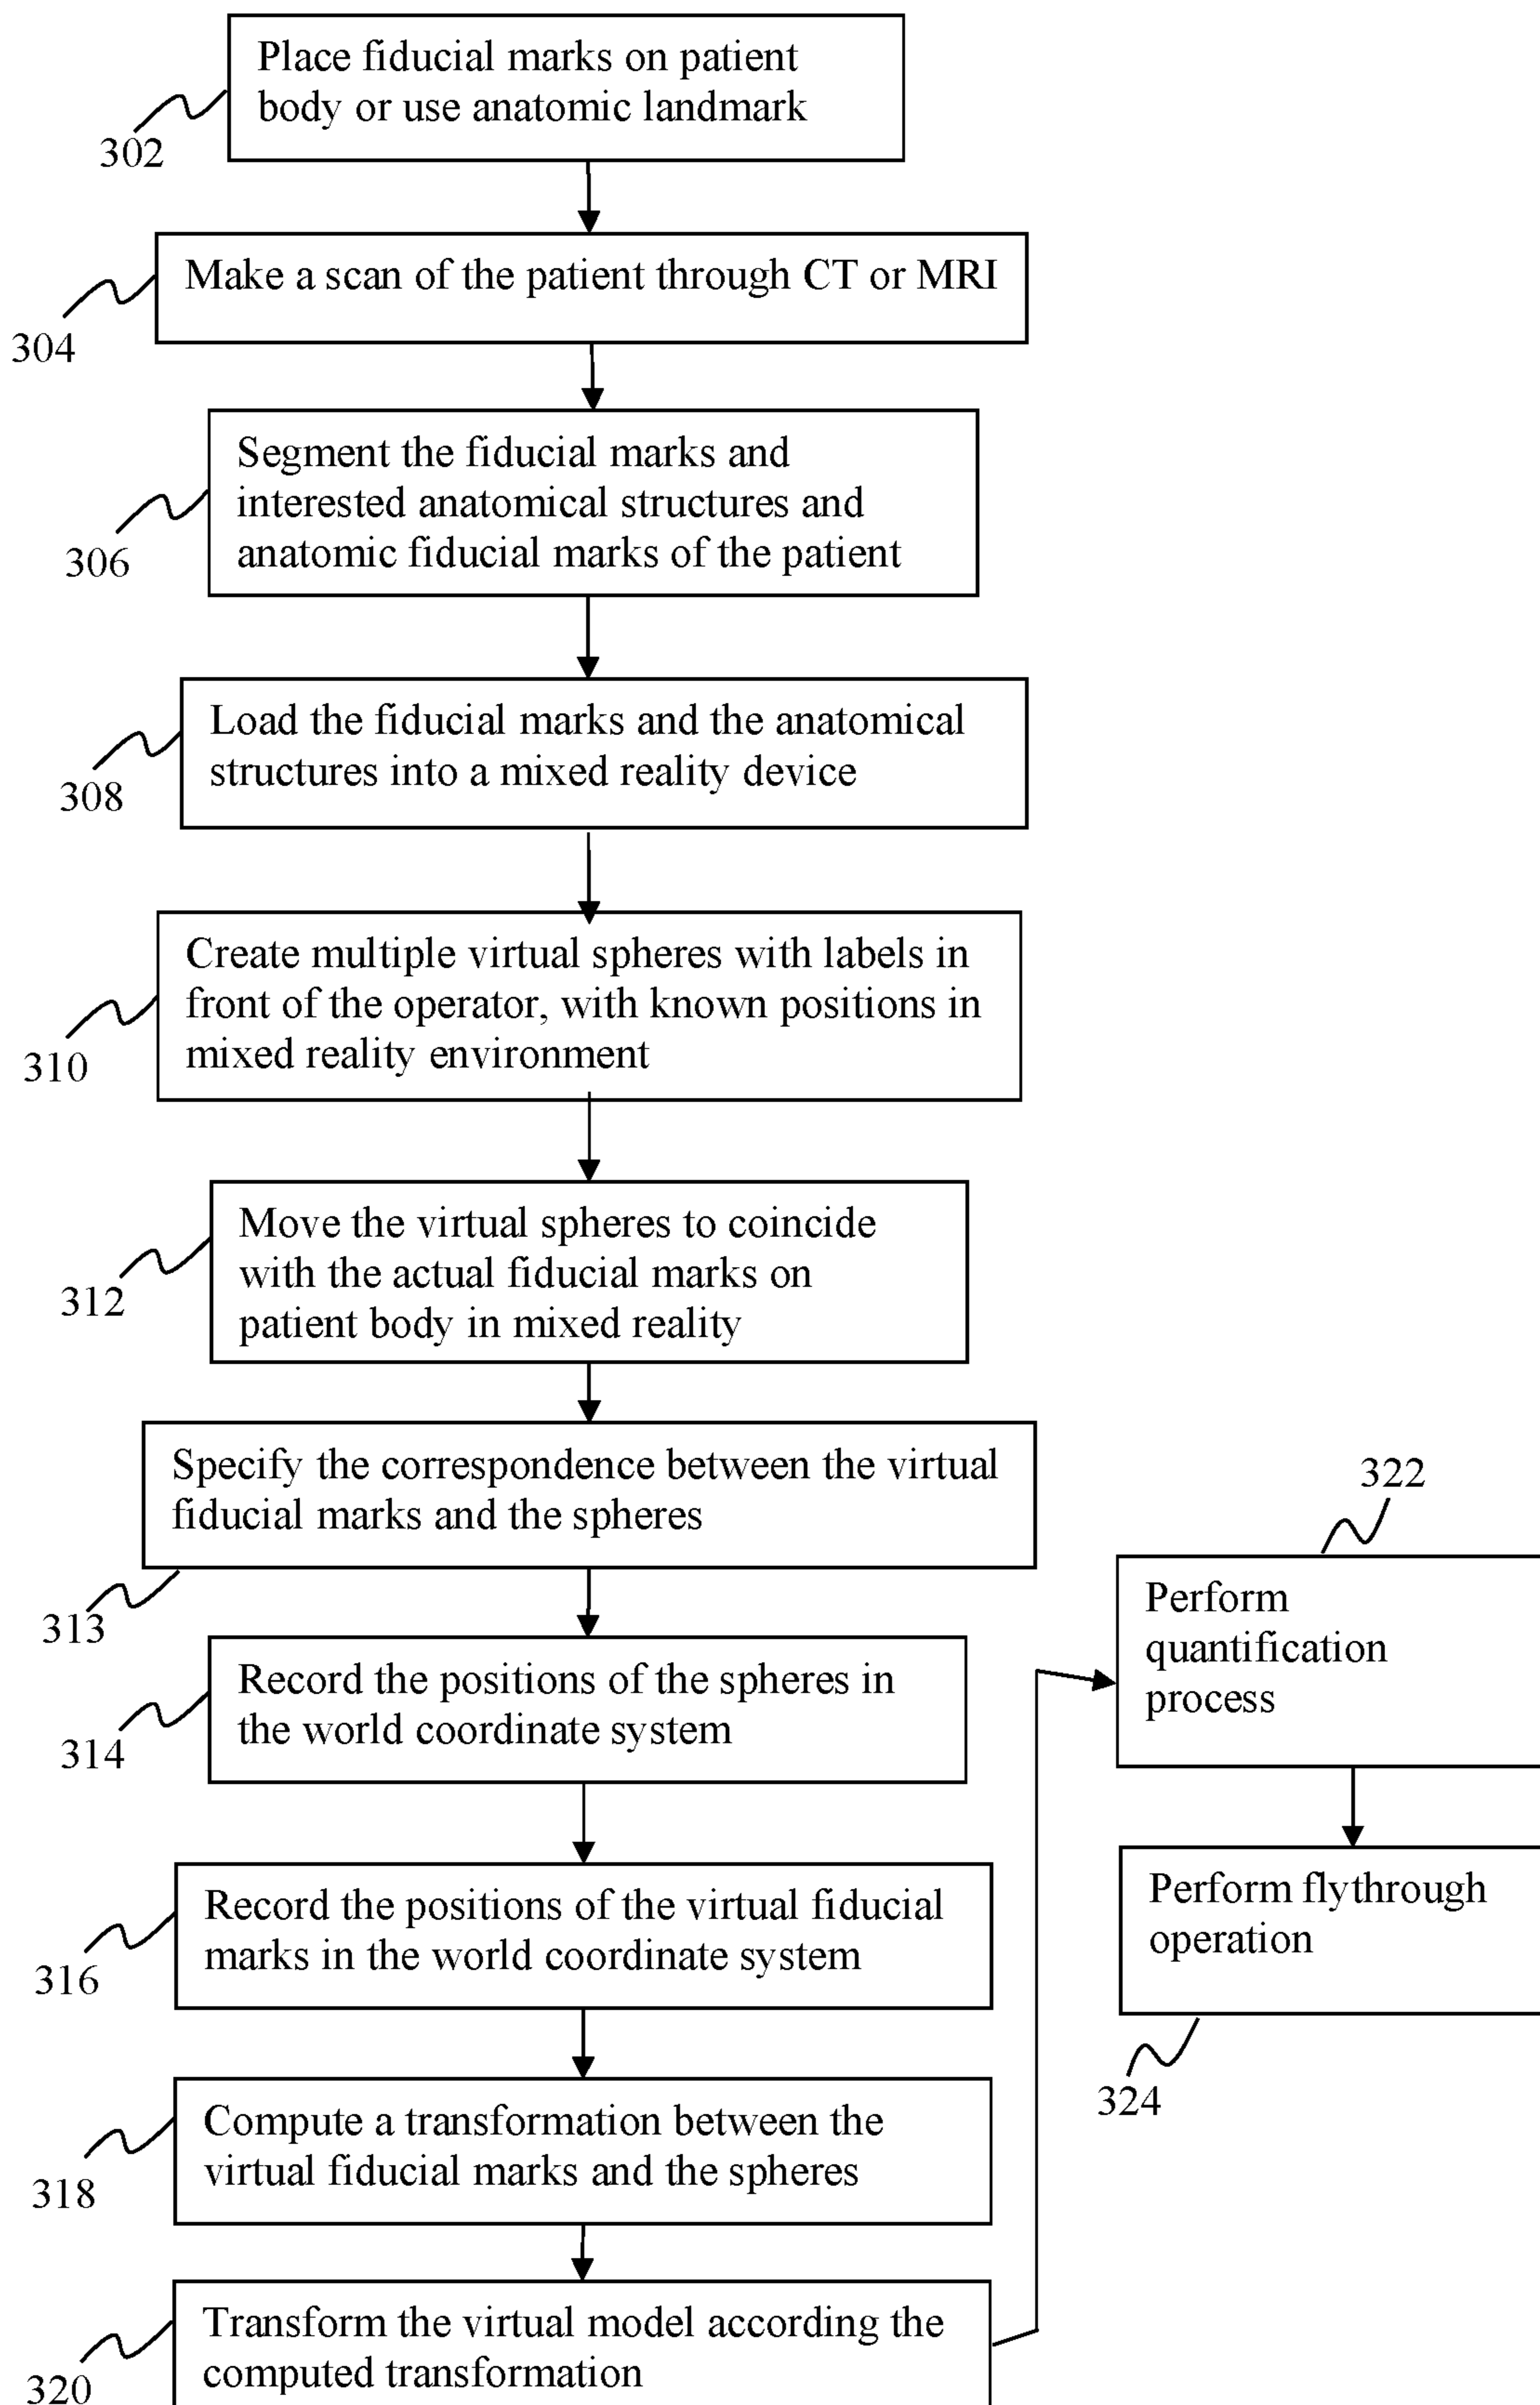 Place fiducial marks on patient
body or use anatomic landmark
302
Make a scan of the patient through CT or MRI
304
Segment the fiducial marks and
interested anatomical structures and
anatomic fiducial marks of the patient
306
Load the fiducial marks and the anatomical
structures into a mixed reality device
308
Create multiple virtual spheres with labels in
front of the operator, with known positions in
mixed reality environment
310
Move the virtual spheres to coincide
with the actual fiducial marks on
patient body in mixed reality
312
Specify the correspondence between the virtual
fiducial marks and the spheres
313
Record the positions of the spheres in
the world coordinate system
314
Record the positions of the virtual fiducial
marks in the world coordinate system
316
Compute a transformation between the
virtual fiducial marks and the spheres
318
Transform the virtual model according the
computed transformation
320
322
Perform
quantification
process
Perform flythrough
operation
324